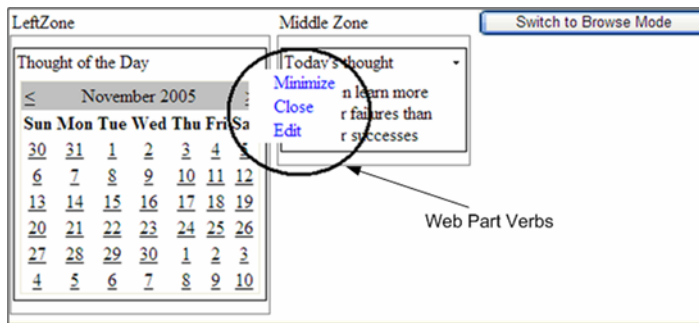 LeftZone
Thought of the Day
< November 2005
Sun Mon Tue Wed Thu Fri Sa
30 31 1 2 3 4 5
6 7 8 9 10 11 12
13 14 15 16 17 18 19
20 21 22 23 24 25 26
27 28 29 30 1 2 3
4 5 6 7 8 9 10
Middle Zone
Today's thought
Minimize
Close
Edit
n learn more
r failures than
r successes
Switch to Browse Mode
Web Part Verbs